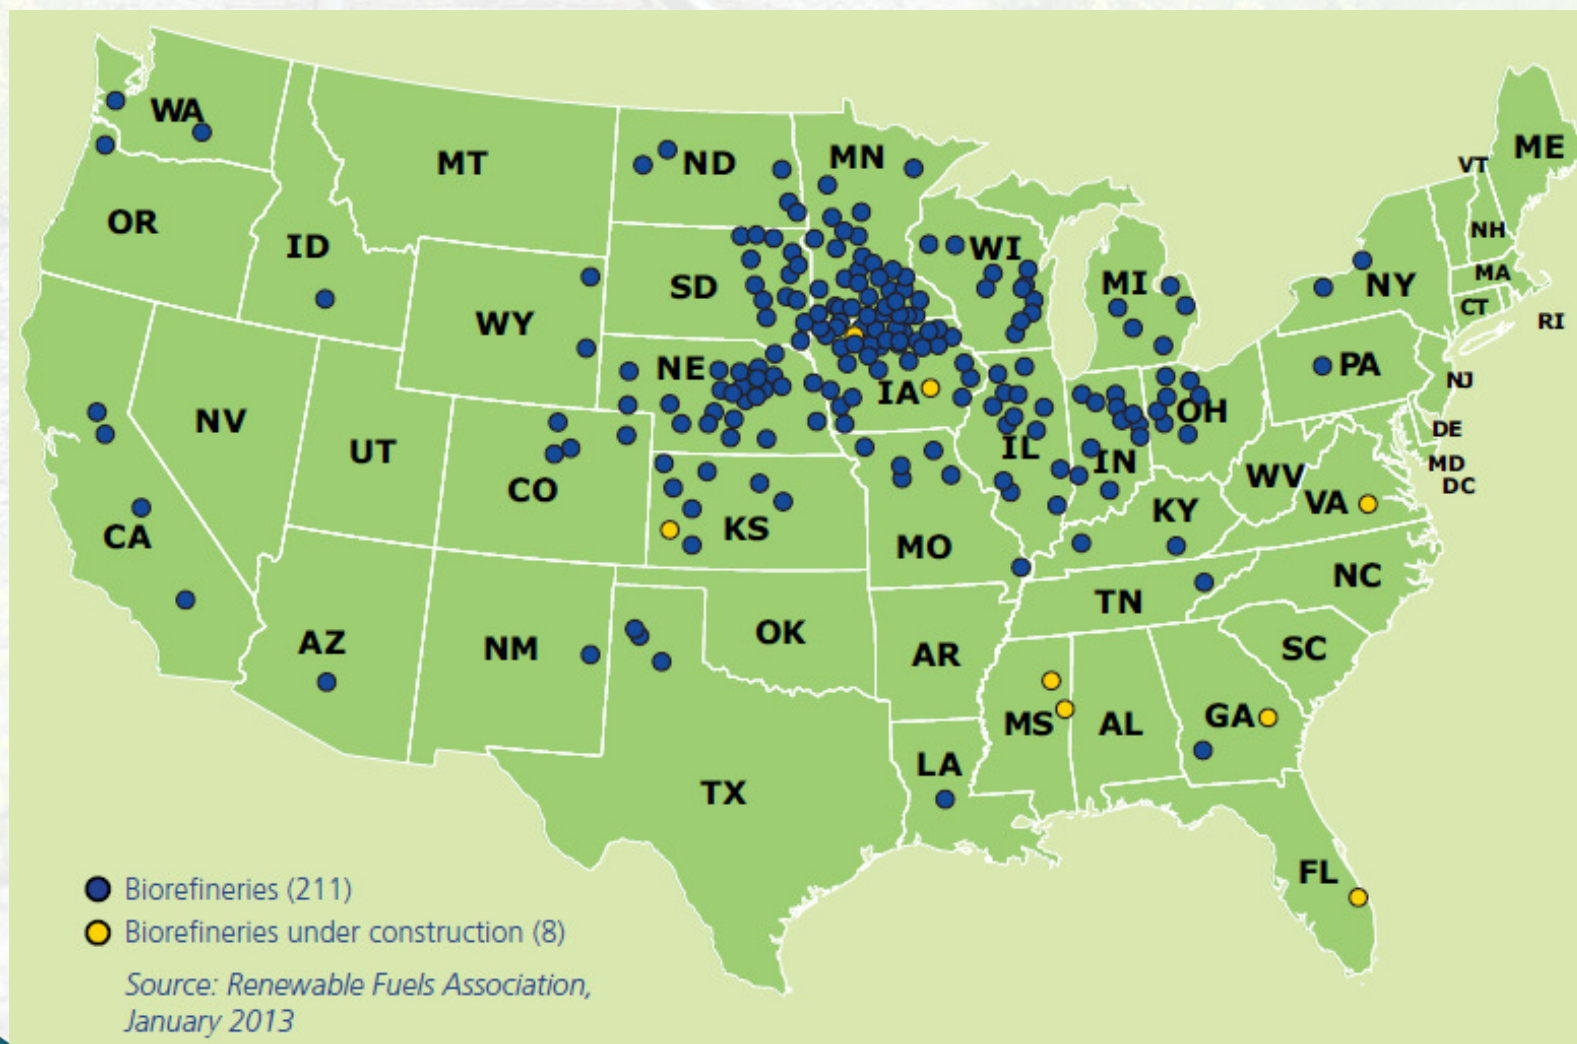 WA
MT
ND
MN
VT
ME
OR
ID
SD
WI
MI
NH
NY
MA
CT
RI
WY
NE
IA
PA
NJ
NV
UT
CO
KS
IL
IN
OH
DE
MD
DC
WV
VA
KY
CA
MO
NC
TN
AZ
NM
OK
AR
SC
MS
AL
GA
LA
TX
FL
Biorefineries (211)
Biorefineries under construction (8)
Source: Renewable Fuels Association,
January 2013